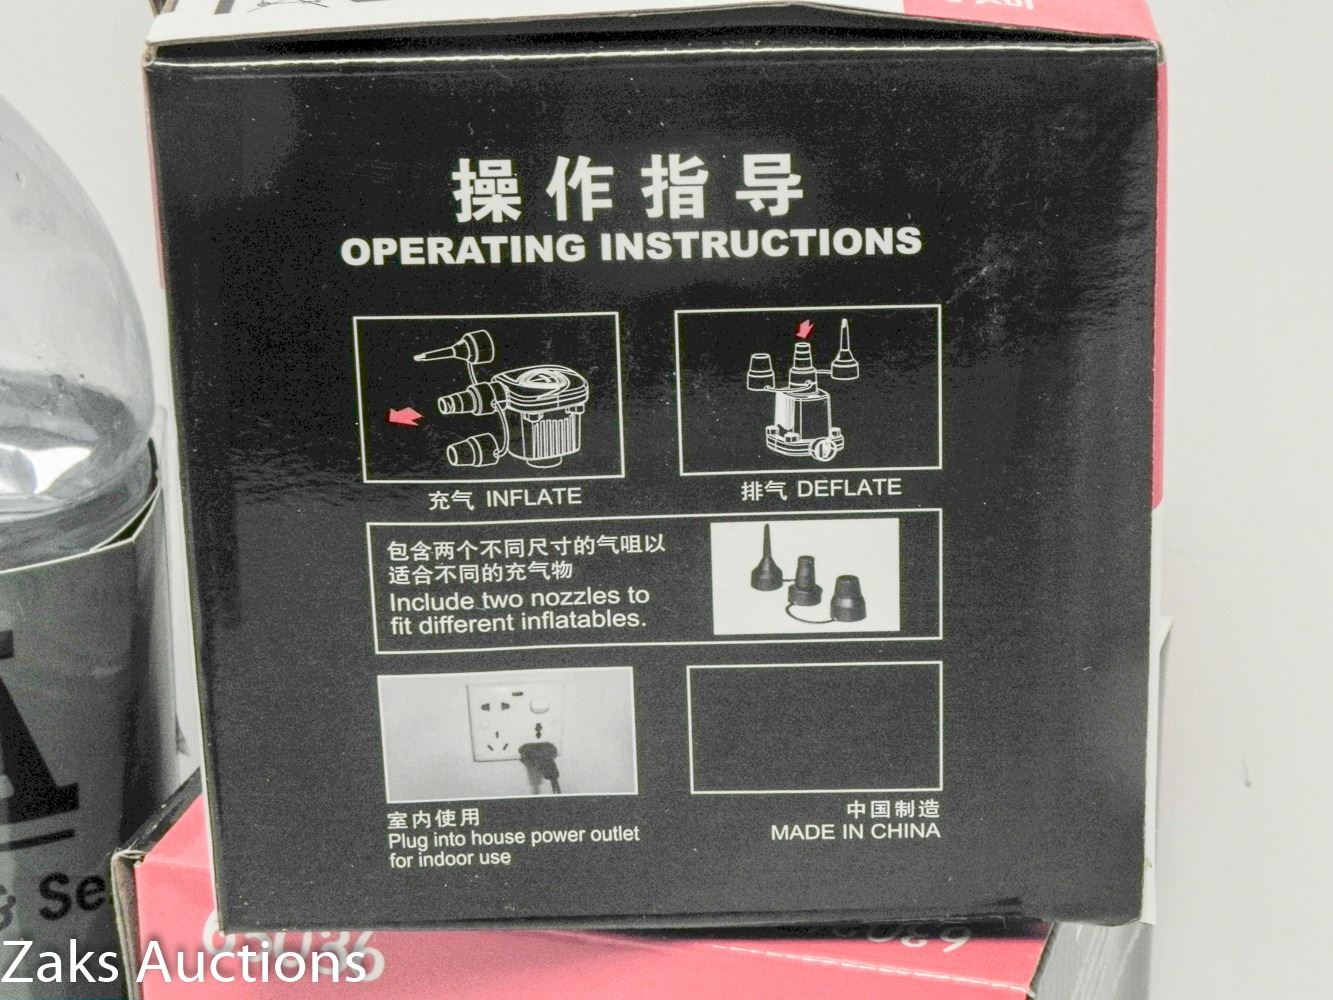 操作指导
OPERATING INSTRUCTIONS
充气 INFLATE
排气 DEFLATE
包含两个不同尺寸的气咀以
适合不同的充气物
Include two nozzles to
fit different inflatables.
室内使用
Plug into house power outlet
for indoor use
中国制造
MADE IN CHINA
& Se
Zaks Auctions